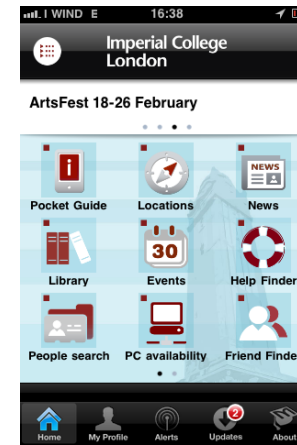 I WIND E 16:38
Imperial College
London
ArtsFest 18-26 February
i
NEWS
Pocket Guide Locations News
30
Library Events Help Finder
People search PC availability Friend Finde
2
Home My Profile Alerts Updates About